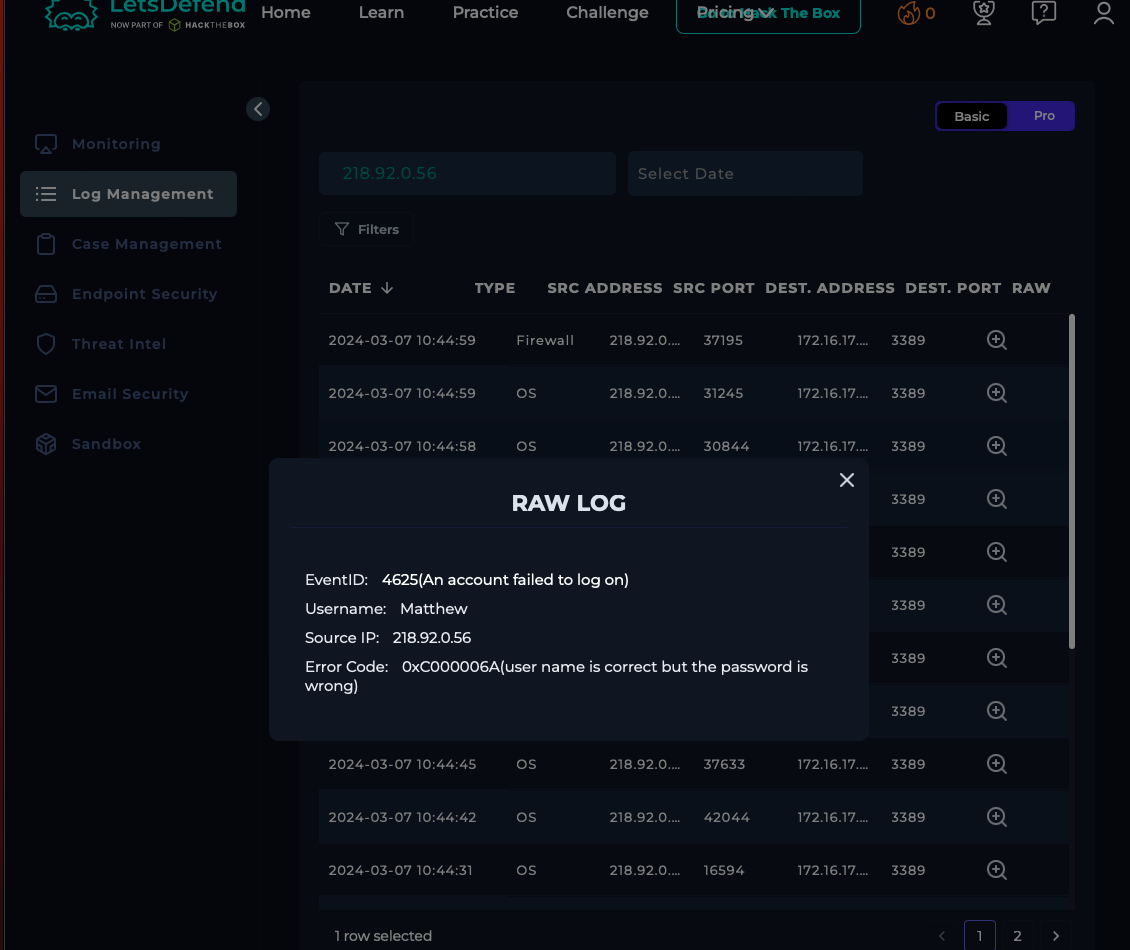 LetsDefend
NOW PART OF HACKTHEBOX
Home Learn Practice Challenge Pricing 0
Basic Pro
218.92.0.56 Select Date
Filters
Monitoring
Log Management
Case Management
Endpoint Security
Threat Intel
Email Security
Sandbox
DATE TYPE SRC ADDRESS SRC PORT DEST. ADDRESS DEST. PORT RAW
2024-03-07 10:44:59 Firewall 218.92.0.... 37195 172.16.17.... 3389
2024-03-07 10:44:59 OS 218.92.0.... 31245 172.16.17.... 3389
2024-03-07 10:44:58 OS 218.92.0.... 30844 172.16.17.... 3389
3389
3389
3389
3389
3389
RAW LOG
EventID: 4625(An account failed to log on)
Username: Matthew
Source IP: 218.92.0.56
Error Code: 0xC000006A(user name is correct but the password is
wrong)
2024-03-07 10:44:45 OS 218.92.0.... 37633 172.16.17.... 3389
2024-03-07 10:44:42 OS 218.92.0.... 42044 172.16.17.... 3389
2024-03-07 10:44:31 OS 218.92.0.... 16594 172.16.17.... 3389
1 row selected 1 2